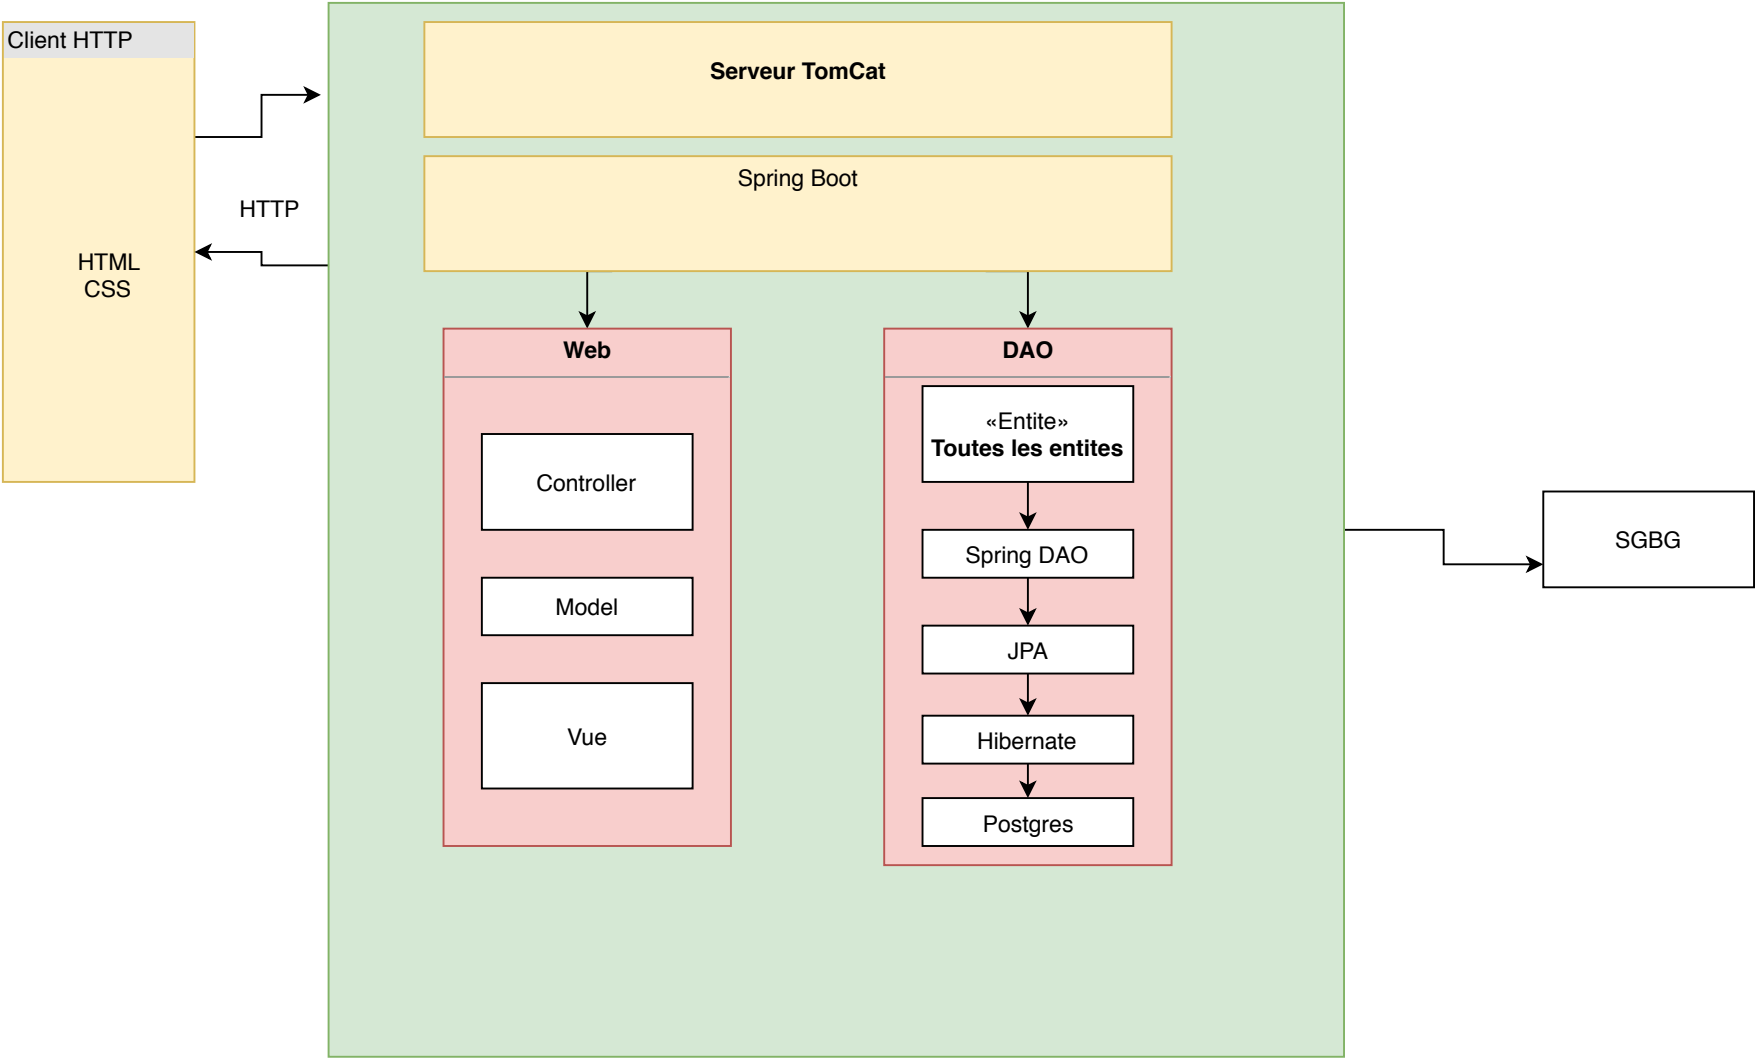 Client HTTP
HTML
CSS
HTTP
Serveur TomCat
Spring Boot
Web
Controller
Model
Vue
DAO
«Entite»
Toutes les entites
Spring DAO
JPA
Hibernate
Postgres
SGBG